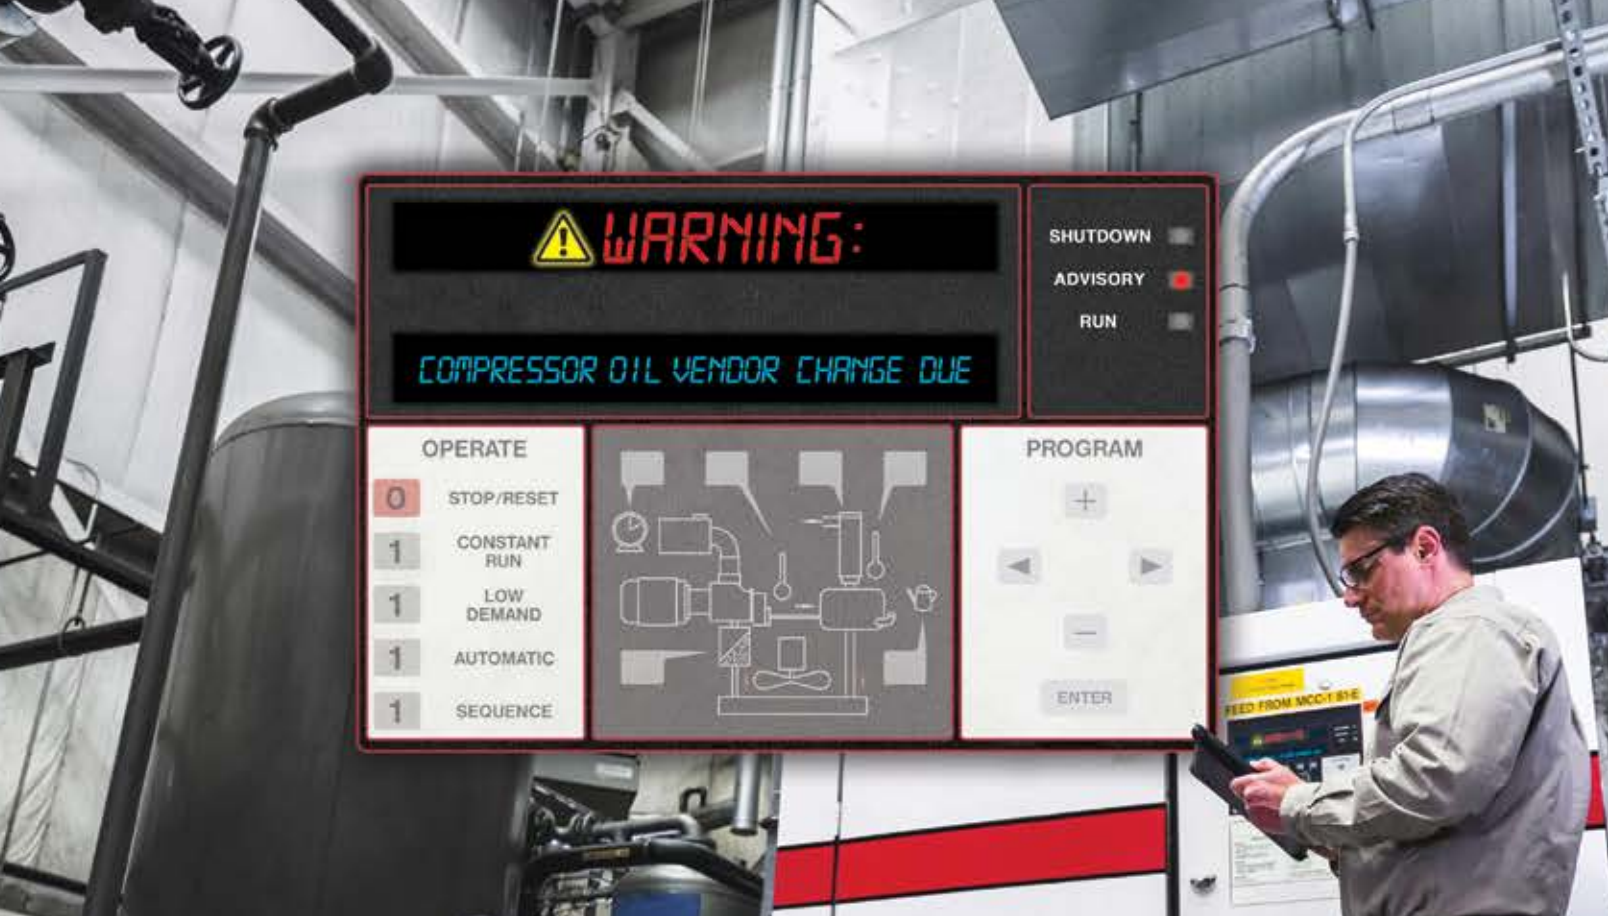 WARNING:
COMPRESSOR OIL VENDOR CHANGE DUE
SHUTDOWN
ADVISORY
RUN
OPERATE
0 STOP/RESET
1 CONSTANT
RUN
1 LOW
DEMAND
1 AUTOMATIC
1 SEQUENCE
PROGRAM
+
−
ENTER
FEED FROM MCC-1 B1-E